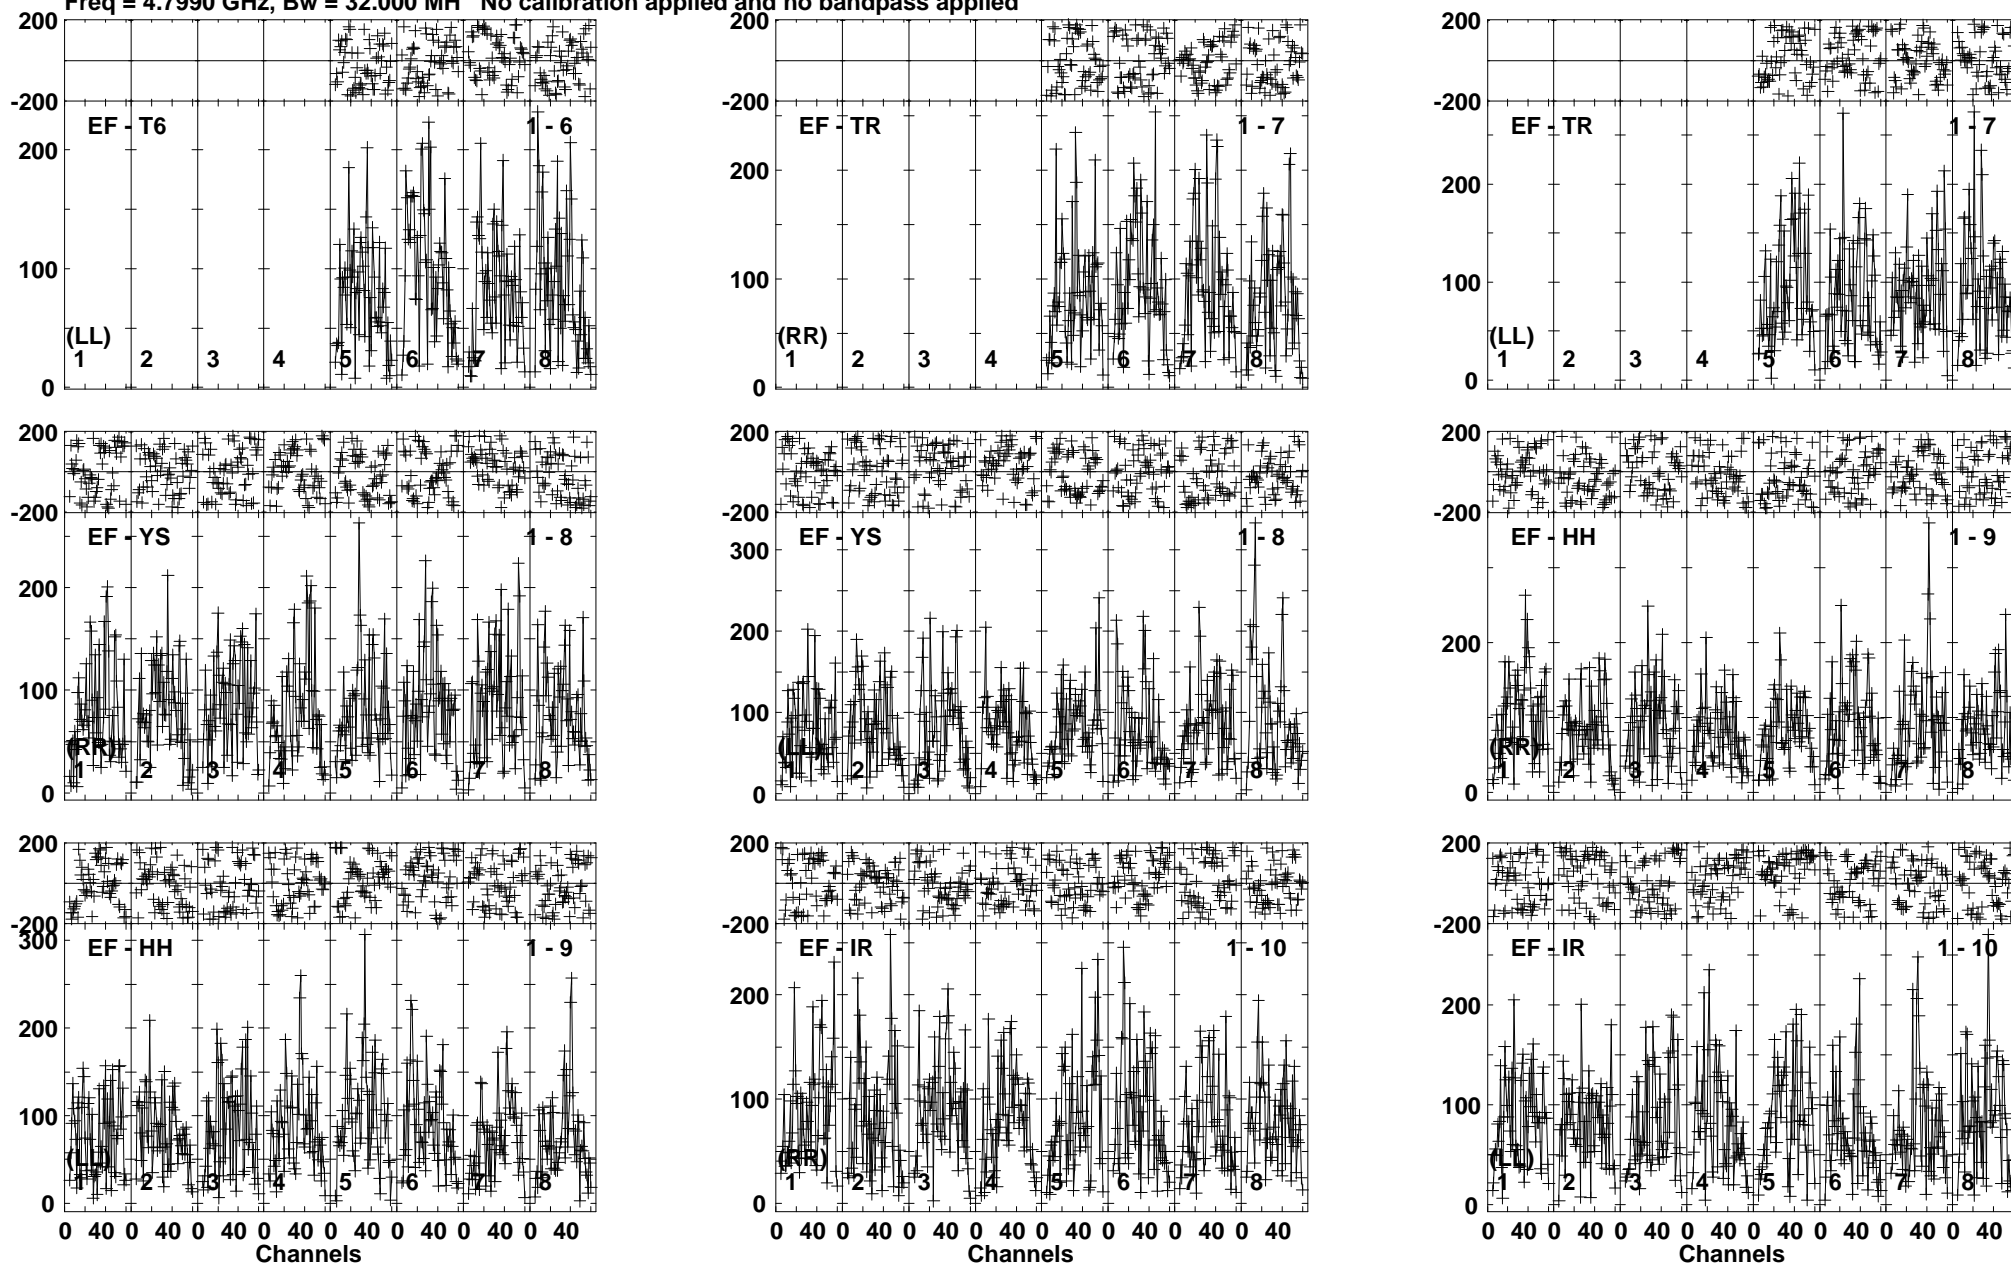 Freq = 4.7990 GHz, Bw = 32.000 MH No calibration applied and no bandpass applied
200 200 200
-200 -200 -200
EF - T6 1 - 6 EF - TR 1 - 7 EF - TR 1 - 7
200 200 200
100 100 100
(LL) (RR) (LL)
1 2 3 4 5 6 7 8 1 2 3 4 5 6 7 8 1 2 3 4 5 6 7 8
0 0 0
200 200 200
-200 -200 -200
EF - YS 1 - 8 EF - YS 1 - 8 EF - HH 1 - 9
300
200 200 200
100 100
(RR) (LL) (RR)
1 2 3 4 5 6 7 8 1 2 3 4 5 6 7 8 1 2 3 4 5 6 7 8
0 0 0
200 200 200
-200 -200 -200
300
EF - HH 1 - 9 EF - IR 1 - 10 EF - IR 1 - 10
200 200 200
100 100 100
(LL) (RR) (LL)
1 2 3 4 5 6 7 8 1 2 3 4 5 6 7 8 1 2 3 4 5 6 7 8
0 0 0
0 40 0 40 0 40 0 40 0 40 0 40 0 40 0 40 0 40 0 40 0 40 0 40 0 40 0 40 0 40 0 40 0 40 0 40 0 40 0 40 0 40 0 40 0 40 0 40
Channels Channels Channels